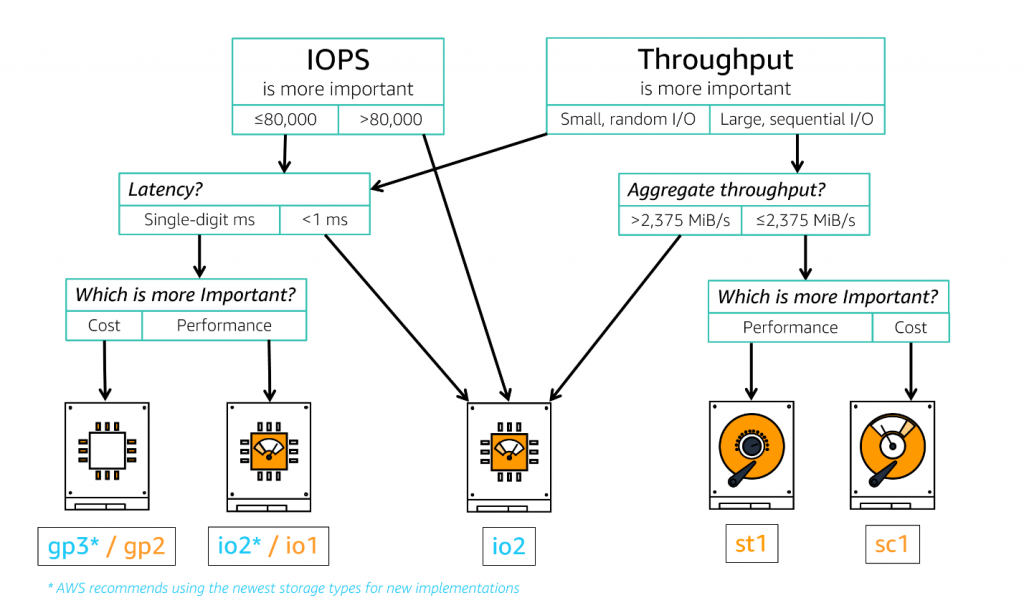 IOPS
is more important
≤80,000
>80,000
Throughput
is more important
Small, random I/O
Large, sequential I/O
Latency?
Single-digit ms
<1 ms
Aggregate throughput?
>2,375 MiB/s
≤2,375 MiB/s
Which is more Important?
Cost
Performance
Which is more Important?
Performance
Cost
gp3* / gp2
io2* / io1
io2
st1
sc1
* AWS recommends using the newest storage types for new implementations